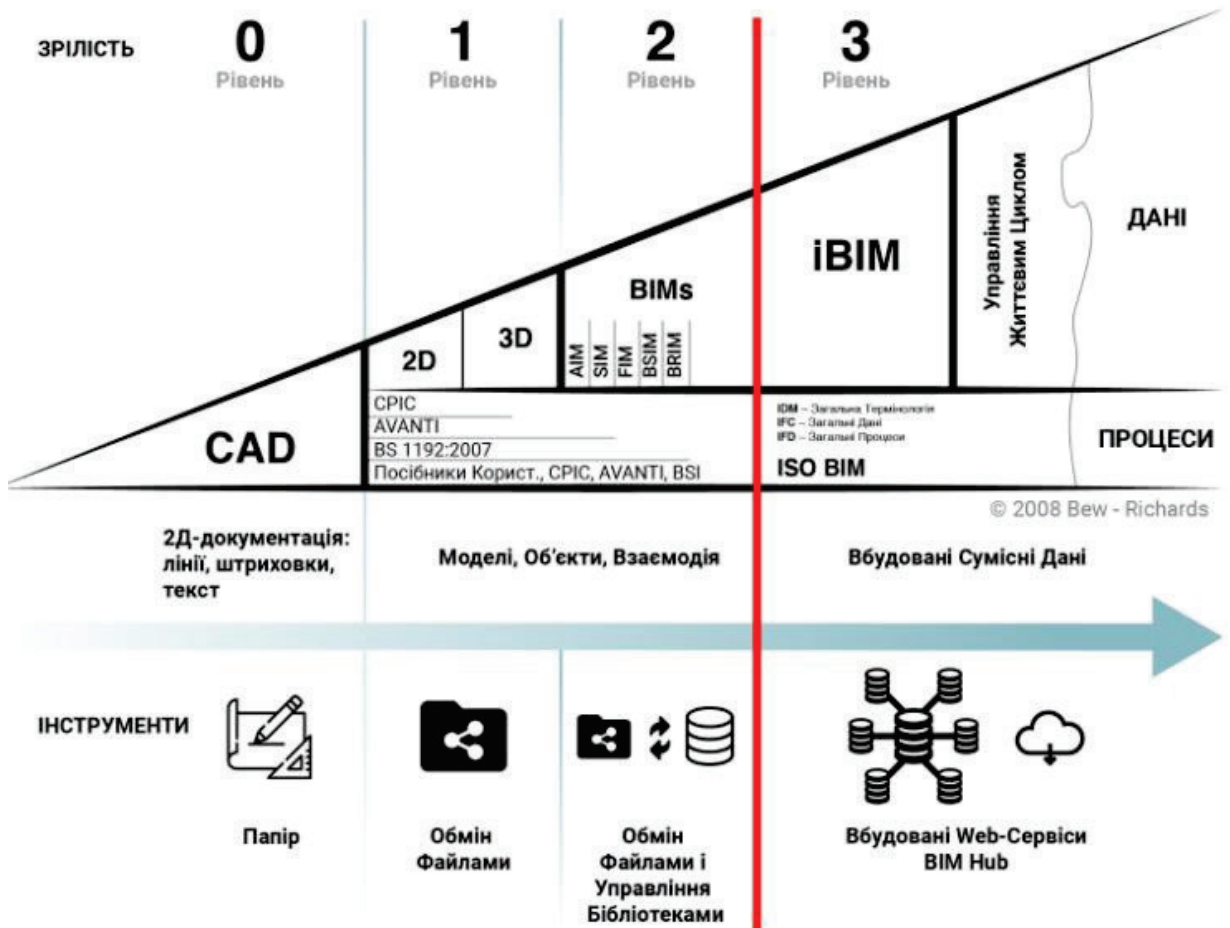 ЗРІЛІСТЬ
0
Рівень
1
Рівень
2
Рівень
3
Рівень
CAD
2D
3D
BIMs
AIM
SIM
FIM
BSIM
BRIM
iBIM
Управління
Життєвим Циклом
ДАНІ
CPIC
AVANTI
BS 1192:2007
Посібники Корист., CPIC, AVANTI, BSI
IDM – Загальна Термінологія
IFC – Загальні Дані
IFD – Загальні Процеси
ISO BIM
ПРОЦЕСИ
© 2008 Bew - Richards
2Д-документація:
лінії, штриховки,
текст
Моделі, Об'єкти, Взаємодія
Вбудовані Сумісні Дані
ІНСТРУМЕНТИ
Папір
Обмін
Файлами
Обмін
Файлами і
Управління
Бібліотеками
Вбудовані Web-Сервіси
BIM Hub